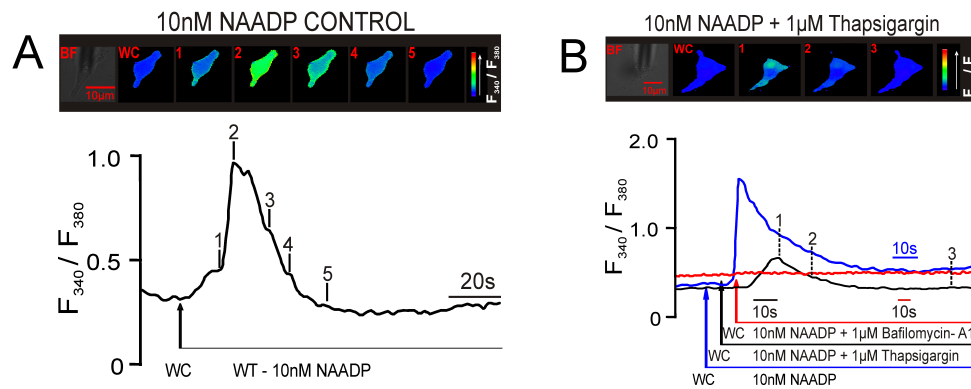 A
10nM NAADP CONTROL
BF
WC
1
2
3
4
5
10µm
F340 / F380
F340 / F380
1.0
0.5
0
1
2
3
4
5
20s
WC
WT - 10nM NAADP
B
10nM NAADP + 1µM Thapsigargin
BF
WC
1
2
3
10µm
F340 / F380
2.0
1.0
0.0
1
2
3
10s
10s
10s
WC
10nM NAADP + 1µM Bafilomycin- A1
WC
10nM NAADP + 1µM Thapsigargin
WC
10nM NAADP